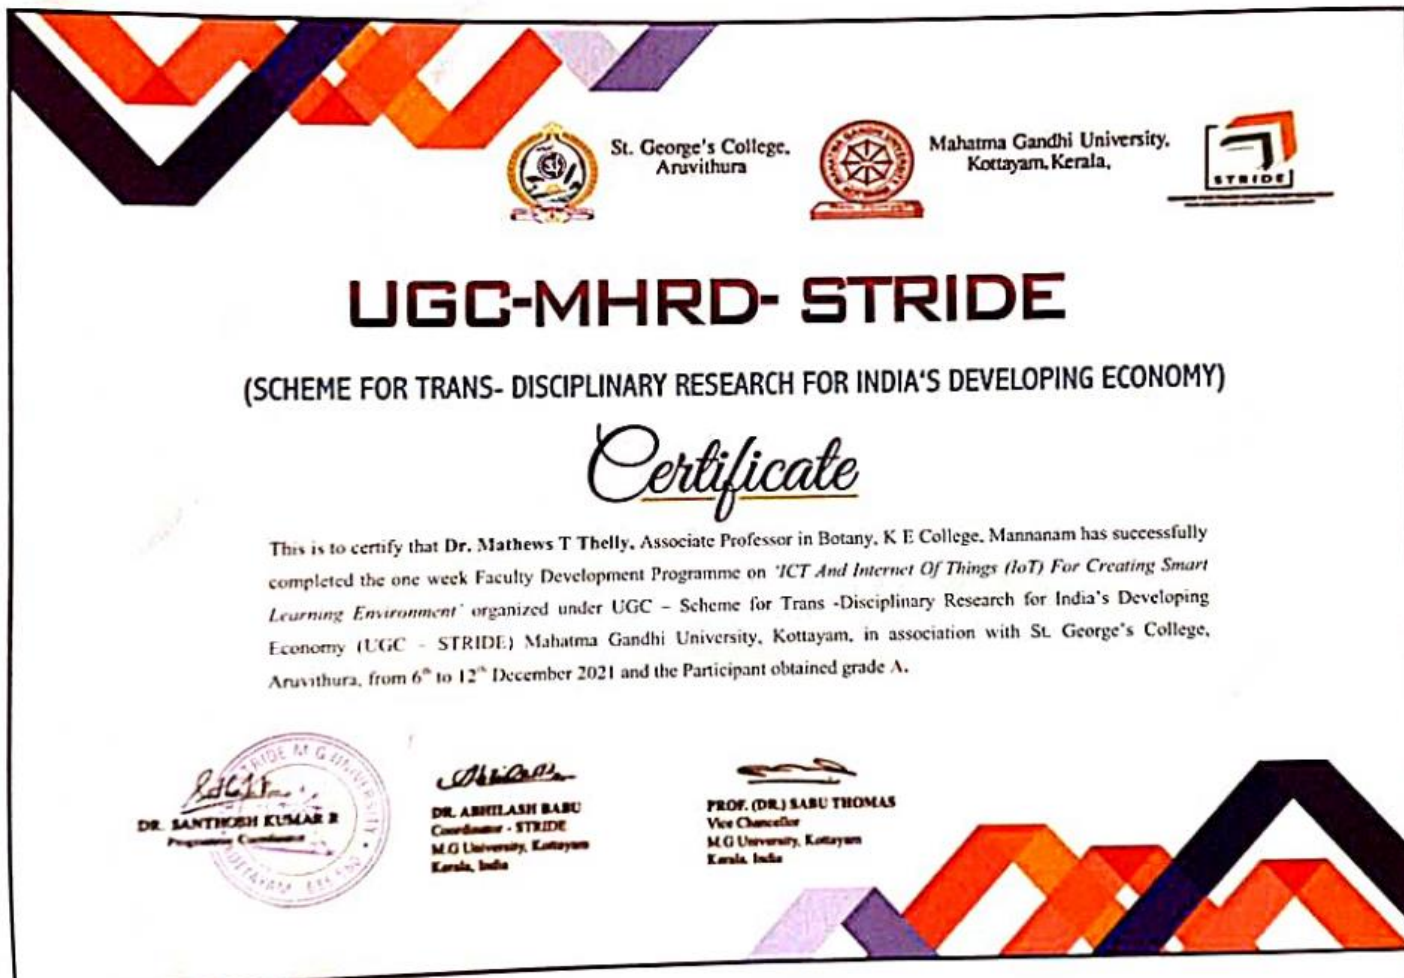 St. George's College,
Aruvithura
Mahatma Gandhi University,
Kottayam, Kerala,
STRIDE
UGC-MHRD- STRIDE
(SCHEME FOR TRANS- DISCIPLINARY RESEARCH FOR INDIA'S DEVELOPING ECONOMY)
Certificate
This is to certify that Dr. Mathews T Thelly, Associate Professor in Botany, K E College, Mannanam has successfully
completed the one week Faculty Development Programme on 'ICT And Internet Of Things (IoT) For Creating Smart
Learning Environment' organized under UGC – Scheme for Trans -Disciplinary Research for India's Developing
Economy (UGC - STRIDE) Mahatma Gandhi University, Kottayam, in association with St. George's College,
Aruvithura, from 6th to 12th December 2021 and the Participant obtained grade A.
STRIDE M G UNIVERSITY
KOTTAYAM
DR. SANTHOSH KUMAR R
Programme Coordinator
DR. ABHILASH BABU
Coordinator - STRIDE
M.G University, Kottayam
Kerala, India
PROF. (DR.) SABU THOMAS
Vice Chancellor
M.G University, Kottayam
Kerala, India